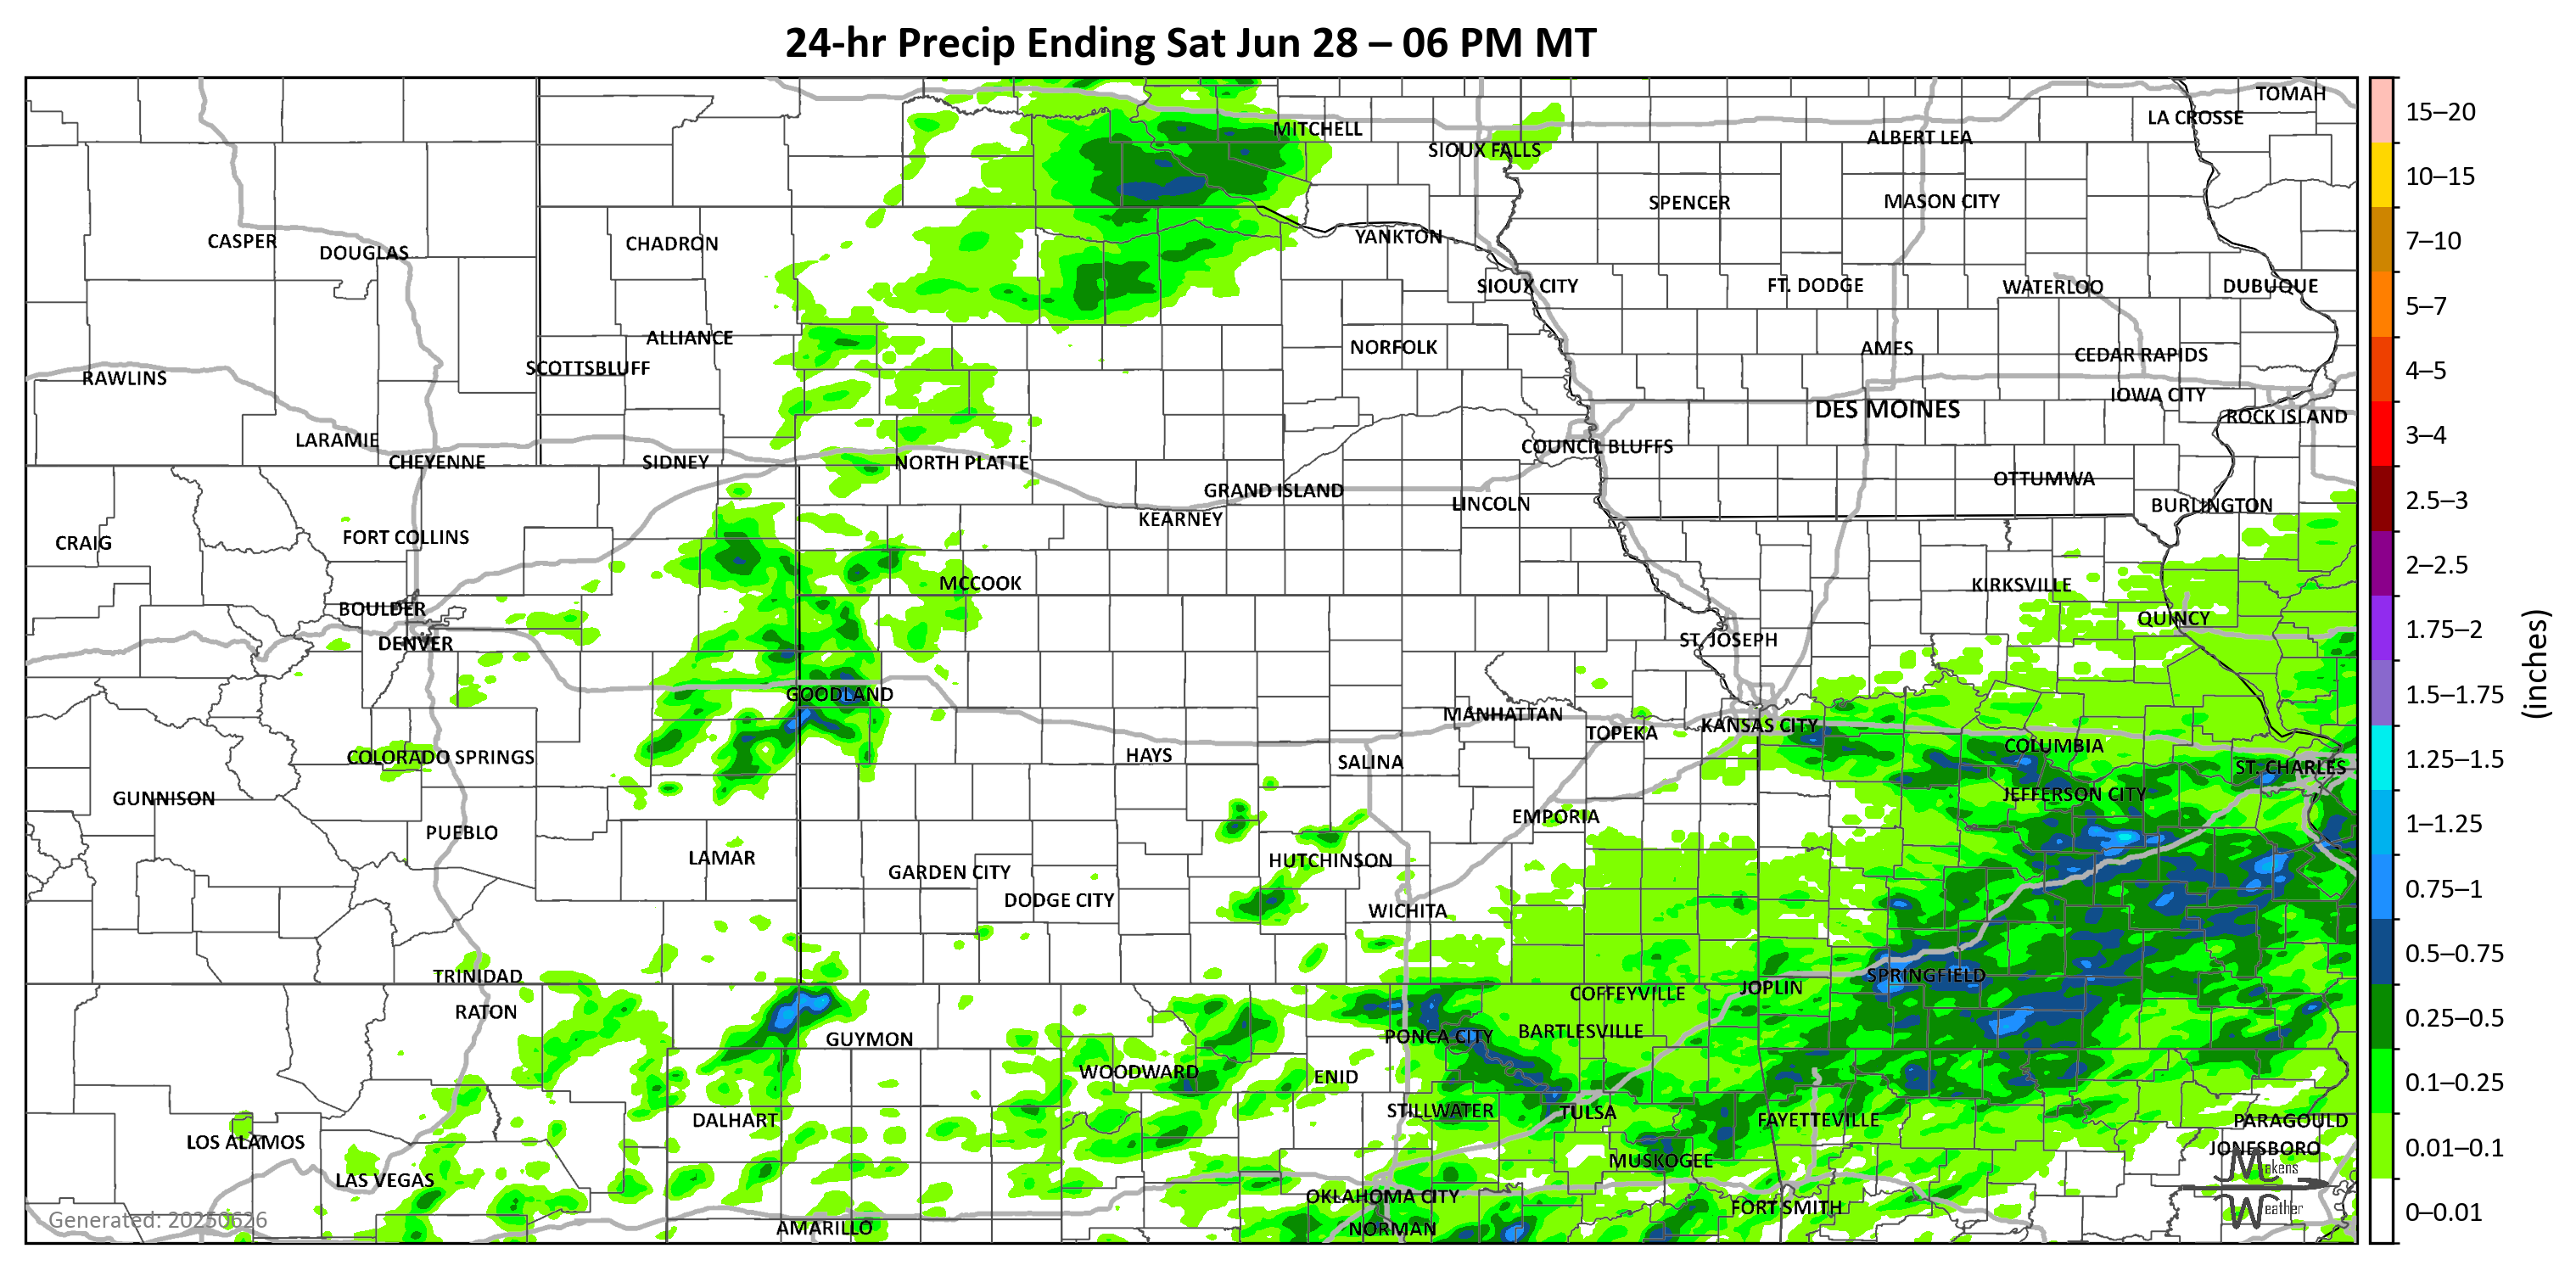 24-hr Precip Ending Sat Jun 28 – 06 PM MT
TOMAH
LA CROSSE
MITCHELL
ALBERT LEA
SIOUX FALLS
SPENCER
MASON CITY
YANKTON
CASPER
CHADRON
DOUGLAS
SIOUX CITY
FT. DODGE
WATERLOO
DUBUQUE
ALLIANCE
NORFOLK
AMES
CEDAR RAPIDS
SCOTTSBLUFF
RAWLINS
IOWA CITY
DES MOINES
ROCK ISLAND
LARAMIE
COUNCIL BLUFFS
CHEYENNE
SIDNEY
NORTH PLATTE
OTTUMWA
GRAND ISLAND
LINCOLN
BURLINGTON
KEARNEY
FORT COLLINS
CRAIG
MCCOOK
KIRKSVILLE
BOULDER
QUINCY
DENVER
ST. JOSEPH
GOODLAND
MANHATTAN
TOPEKA
KANSAS CITY
COLUMBIA
COLORADO SPRINGS
HAYS
SALINA
ST. CHARLES
GUNNISON
JEFFERSON CITY
EMPORIA
PUEBLO
LAMAR
HUTCHINSON
GARDEN CITY
DODGE CITY
WICHITA
TRINIDAD
SPRINGFIELD
JOPLIN
COFFEYVILLE
RATON
GUYMON
PONCA CITY
BARTLESVILLE
WOODWARD
ENID
STILLWATER
TULSA
DALHART
FAYETTEVILLE
PARAGOULD
LOS ALAMOS
JONESBORO
MUSKOGEE
LAS VEGAS
OKLAHOMA CITY
FORT SMITH
AMARILLO
NORMAN
Generated: 20250626
Makens
Weather
15–20
10–15
7–10
5–7
4–5
3–4
2.5–3
2–2.5
1.75–2
1.5–1.75
1.25–1.5
1–1.25
0.75–1
0.5–0.75
0.25–0.5
0.1–0.25
0.01–0.1
0–0.01
(inches)